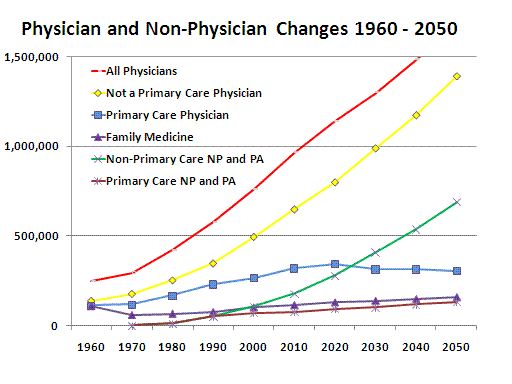 Physician and Non-Physician Changes 1960 - 2050
1,500,000
All Physicians
Not a Primary Care Physician
Primary Care Physician
Family Medicine
Non-Primary Care NP and PA
Primary Care NP and PA
1,000,000
500,000
0
1960 1970 1980 1990 2000 2010 2020 2030 2040 2050